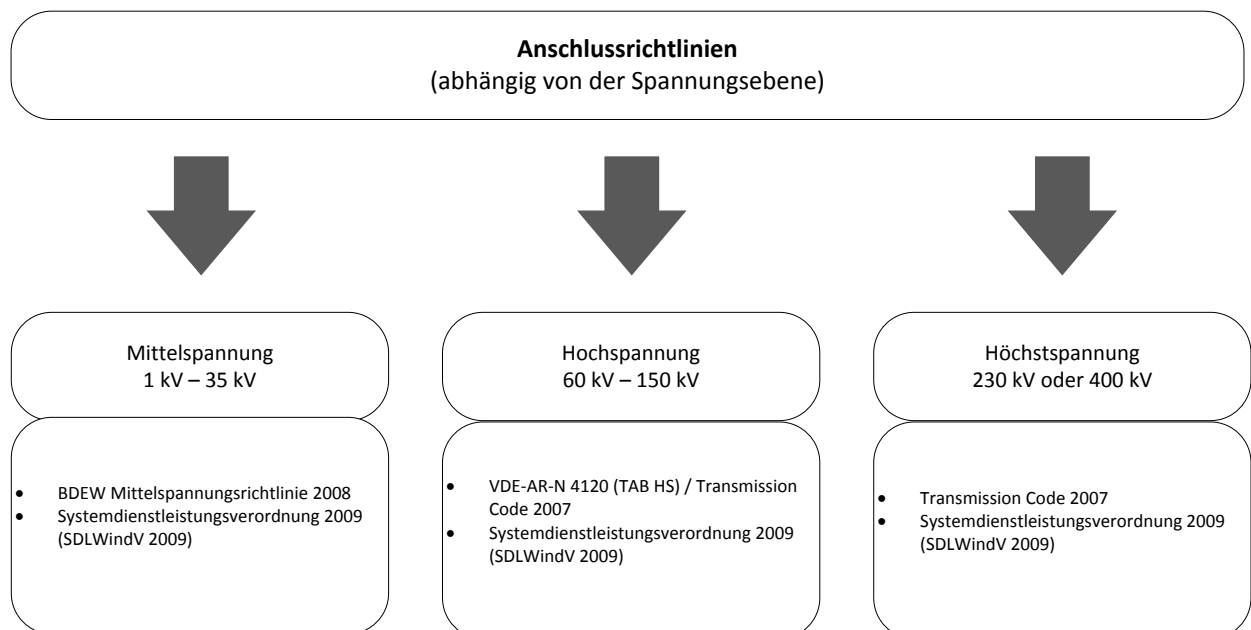 Anschlussrichtlinien
(abhängig von der Spannungsebene)
Mittelspannung
1 kV – 35 kV
• BDEW Mittelspannungsrichtlinie 2008
• Systemdienstleistungsverordnung 2009
(SDLWindV 2009)
Hochspannung
60 kV – 150 kV
• VDE-AR-N 4120 (TAB HS) / Transmission
Code 2007
• Systemdienstleistungsverordnung 2009
(SDLWindV 2009)
Höchstspannung
230 kV oder 400 kV
• Transmission Code 2007
• Systemdienstleistungsverordnung 2009
(SDLWindV 2009)